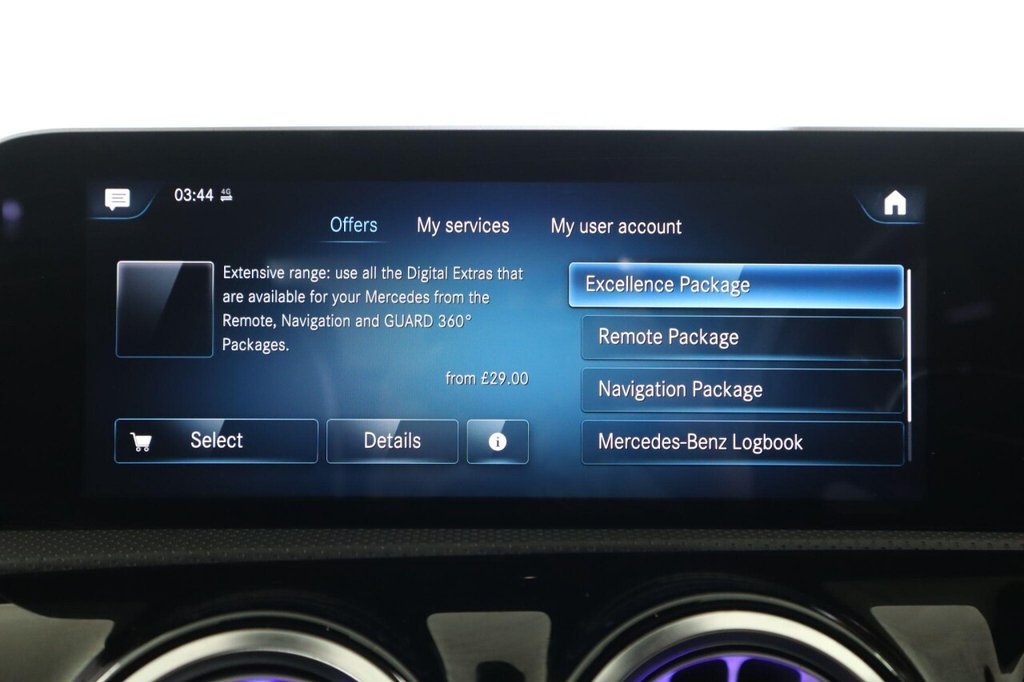 03:44 4G
Offers My services My user account
Extensive range: use all the Digital Extras that
are available for your Mercedes from the
Remote, Navigation and GUARD 360°
Packages.
from £29.00
Select Details i
Excellence Package
Remote Package
Navigation Package
Mercedes-Benz Logbook